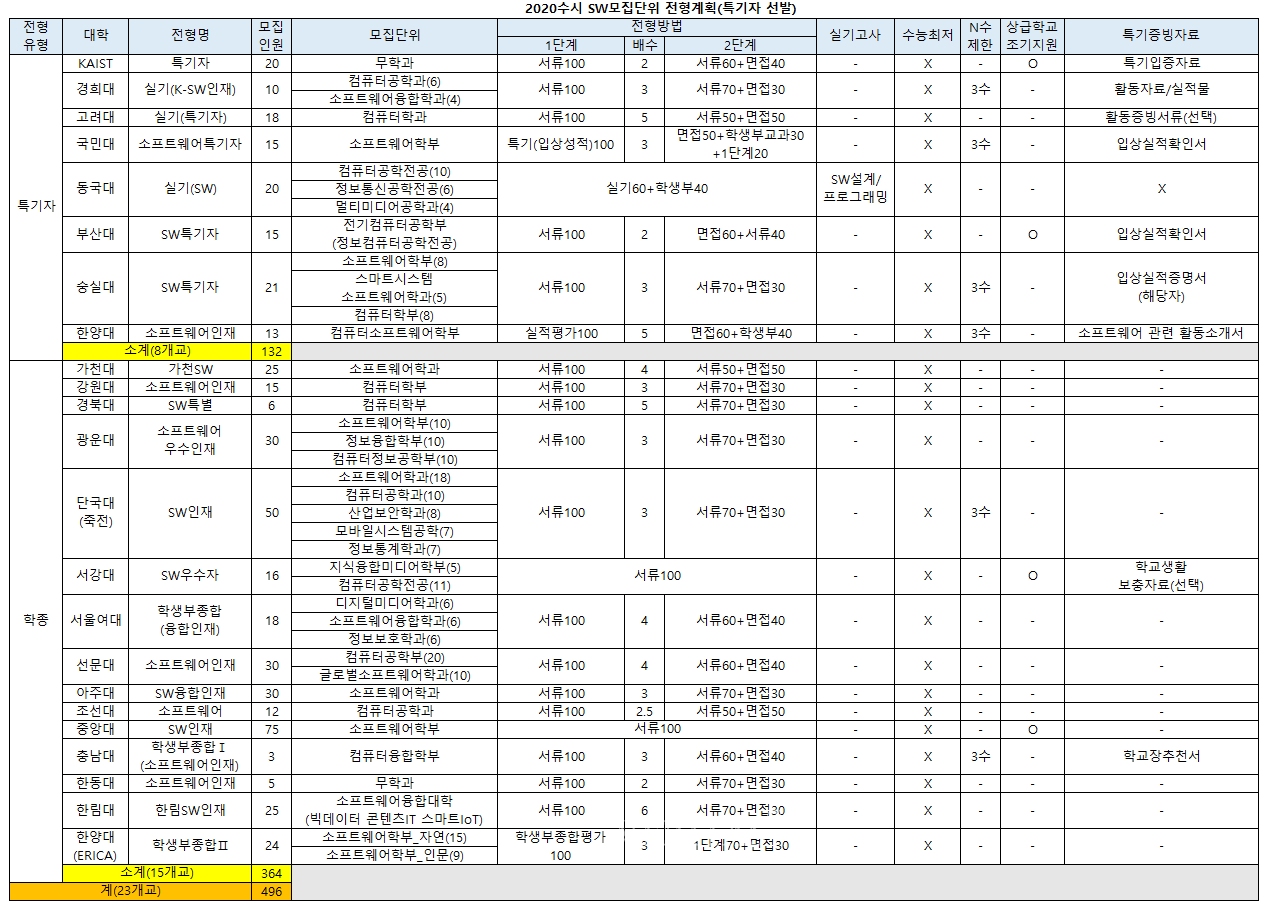 2020수시 SW모집단위 전형계획(특기자 선발)
전형 유형 대학 전형명 모집 인원 모집단위 전형방법 실기고사 수능최저 N수 제한 상급학교 조기지원 특기증빙자료
1단계 배수 2단계
특기자
KAIST 특기자 20 무학과 서류100 2 서류60+면접40 - X - O 특기입증자료
경희대 실기(K-SW인재) 10 컴퓨터공학과(6) 서류100 3 서류70+면접30 - X 3수 - 활동자료/실적물
소프트웨어융합학과(4)
고려대 실기(특기자) 18 컴퓨터학과 서류100 5 서류50+면접50 - X - - 활동증빙서류(선택)
국민대 소프트웨어특기자 15 소프트웨어학부 특기(입상성적)100 3 면접50+학생부교과30 +1단계20 - X 3수 - 입상실적확인서
동국대 실기(SW) 20 컴퓨터공학전공(10) 실기60+학생부40 SW설계/ 프로그래밍 X - - X
정보통신공학전공(6)
멀티미디어공학과(4)
부산대 SW특기자 15 전기컴퓨터공학부 (정보컴퓨터공학전공) 서류100 2 면접60+서류40 - X - O 입상실적확인서
숭실대 SW특기자 21 소프트웨어학부(8) 서류100 3 서류70+면접30 - X 3수 - 입상실적증명서 (해당자)
스마트시스템
소프트웨어학과(5)
컴퓨터학부(8)
한양대 소프트웨어인재 13 컴퓨터소프트웨어학부 실적평가100 5 면접60+학생부40 - X 3수 - 소프트웨어 관련 활동소개서
소계(8개교) 132
학종
가천대 가천SW 25 소프트웨어학과 서류100 4 서류50+면접50 - X - - -
강원대 소프트웨어인재 15 컴퓨터학부 서류100 3 서류70+면접30 - X - - -
경북대 SW특별 6 컴퓨터학부 서류100 5 서류70+면접30 - X - - -
광운대 소프트웨어 우수인재 30 소프트웨어학부(10) 서류100 3 서류70+면접30 - X - - -
정보융합학부(10)
컴퓨터정보공학부(10)
단국대 (죽전) SW인재 50 소프트웨어학과(18) 서류100 3 서류70+면접30 - X 3수 - -
컴퓨터공학과(10)
산업보안학과(8)
모바일시스템공학(7)
정보통계학과(7)
서강대 SW우수자 16 지식융합미디어학부(5) 서류100 - X - O 학교생활 보충자료(선택)
컴퓨터공학전공(11)
서울여대 학생부종합 (융합인재) 18 디지털미디어학과(6) 서류100 4 서류60+면접40 - X - - -
소프트웨어융합학과(6)
정보보호학과(6)
선문대 소프트웨어인재 30 컴퓨터공학부(20) 서류100 4 서류60+면접40 - X - - -
글로벌소프트웨어학과(10)
아주대 SW융합인재 30 소프트웨어학과 서류100 3 서류70+면접30 - X - - -
조선대 소프트웨어 12 컴퓨터공학과 서류100 2.5 서류50+면접50 - X - - -
중앙대 SW인재 75 소프트웨어학부 서류100 - X - O -
충남대 학생부종합Ⅰ (소프트웨어인재) 3 컴퓨터융합학부 서류100 3 서류60+면접40 - X 3수 - 학교장추천서
한동대 소프트웨어인재 5 무학과 서류100 2 서류70+면접30 - X - - -
한림대 한림SW인재 25 소프트웨어융합대학 (빅데이터 콘텐츠IT 스마트IoT) 서류100 6 서류70+면접30 - X - - -
한양대 (ERICA) 학생부종합Ⅱ 24 소프트웨어학부_자연(15) 학생부종합평가 100 3 1단계70+면접30 - X - - -
소프트웨어학부_인문(9)
소계(15개교) 364
계(23개교) 496